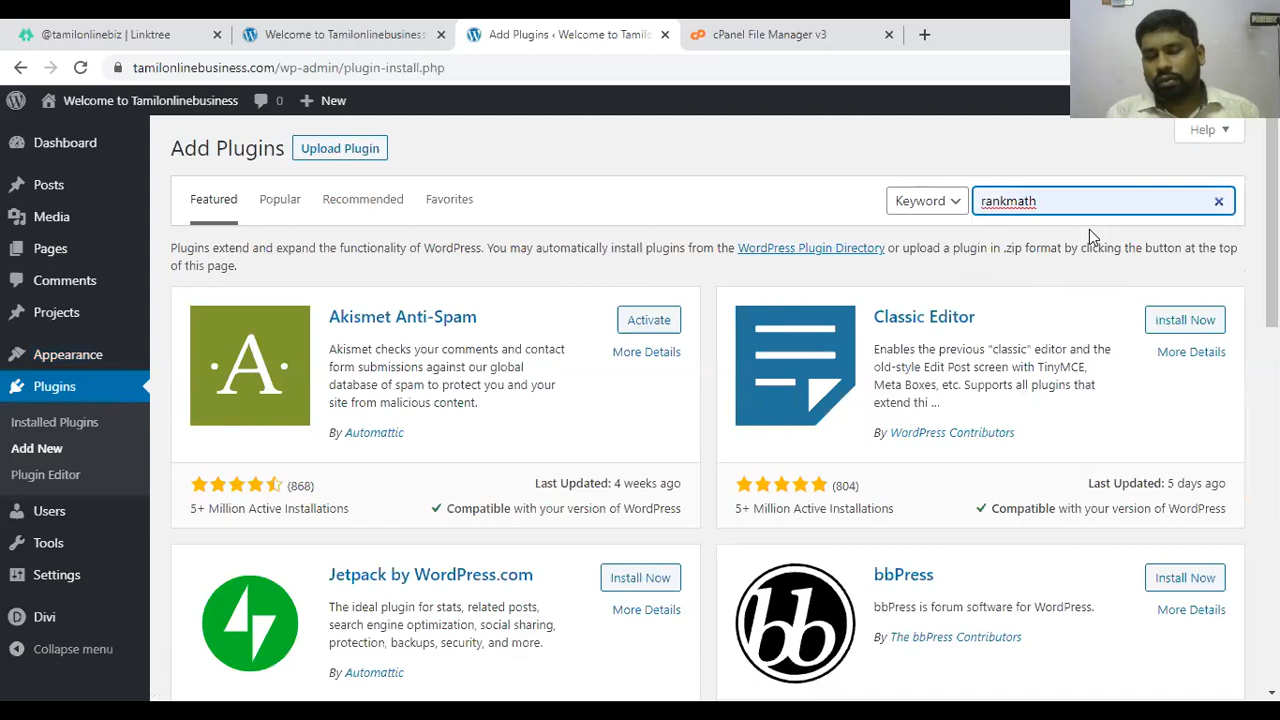 @tamilonlinebiz | Linktree
Welcome to Tamilonlinebusiness
Add Plugins ‹ Welcome to Tamilo
cPanel File Manager v3
tamilonlinebusiness.com/wp-admin/plugin-install.php
Welcome to Tamilonlinebusiness 0 New
Help
Dashboard
Posts
Media
Pages
Comments
Projects
Appearance
Plugins
Installed Plugins
Add New
Plugin Editor
Users
Tools
Settings
Divi
Collapse menu
Add Plugins Upload Plugin
Featured Popular Recommended Favorites Keyword rankmath
Plugins extend and expand the functionality of WordPress. You may automatically install plugins from the WordPress Plugin Directory or upload a plugin in .zip format by clicking the button at the top
of this page.
Akismet Anti-Spam
Activate
More Details
Akismet checks your comments and contact
form submissions against our global
database of spam to protect you and your
site from malicious content.
By Automattic
(868)
Last Updated: 4 weeks ago
5+ Million Active Installations
Compatible with your version of WordPress
Classic Editor
Install Now
More Details
Enables the previous "classic" editor and the
old-style Edit Post screen with TinyMCE,
Meta Boxes, etc. Supports all plugins that
extend thi ...
By WordPress Contributors
(804)
Last Updated: 5 days ago
5+ Million Active Installations
Compatible with your version of WordPress
Jetpack by WordPress.com
Install Now
More Details
The ideal plugin for stats, related posts,
search engine optimization, social sharing,
protection, backups, security, and more.
By Automattic
bbPress
Install Now
More Details
bbPress is forum software for WordPress.
By The bbPress Contributors